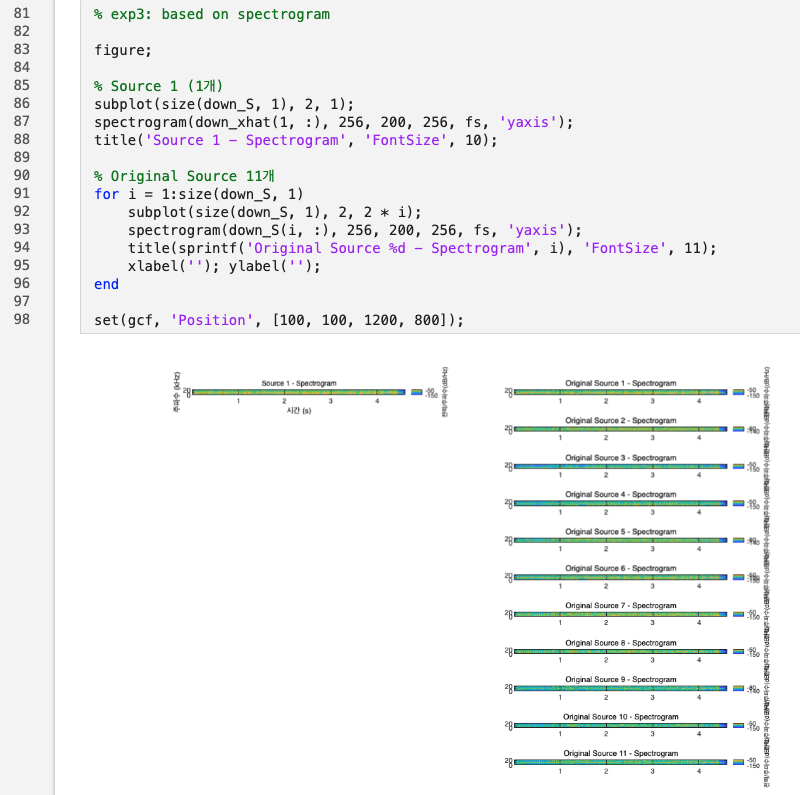 81 % exp3: based on spectrogram
82
83 figure;
84
85 % Source 1 (1개)
86 subplot(size(down_S, 1), 2, 1);
87 spectrogram(down_xhat(1, :), 256, 200, 256, fs, 'yaxis');
88 title('Source 1 – Spectrogram', 'FontSize', 10);
89
90 % Original Source 11개
91 for i = 1:size(down_S, 1)
92 subplot(size(down_S, 1), 2, 2 * i);
93 spectrogram(down_S(i, :), 256, 200, 256, fs, 'yaxis');
94 title(sprintf('Original Source %d – Spectrogram', i), 'FontSize', 11);
95 xlabel(''); ylabel('');
96 end
97
98 set(gcf, 'Position', [100, 100, 1200, 800]);
Source 1 - Spectrogram
주파수 (kHz)
20
0
-50
-150
1 2 3 4
시간 (s)
전력/주파수(dB/Hz)
Original Source 1 - Spectrogram
20
0
-50
-150
1 2 3 4
Original Source 2 - Spectrogram
20
0
1 2 3 4
Original Source 3 - Spectrogram
20
0
-50
-150
1 2 3 4
Original Source 4 - Spectrogram
20
0
-50
-150
1 2 3 4
Original Source 5 - Spectrogram
20
0
1 2 3 4
Original Source 6 - Spectrogram
20
0
1 2 3 4
Original Source 7 - Spectrogram
20
0
-50
-150
1 2 3 4
Original Source 8 - Spectrogram
20
0
-50
-150
1 2 3 4
Original Source 9 - Spectrogram
20
0
1 2 3 4
Original Source 10 - Spectrogram
20
0
-50
-150
1 2 3 4
Original Source 11 - Spectrogram
20
0
-50
-150
1 2 3 4